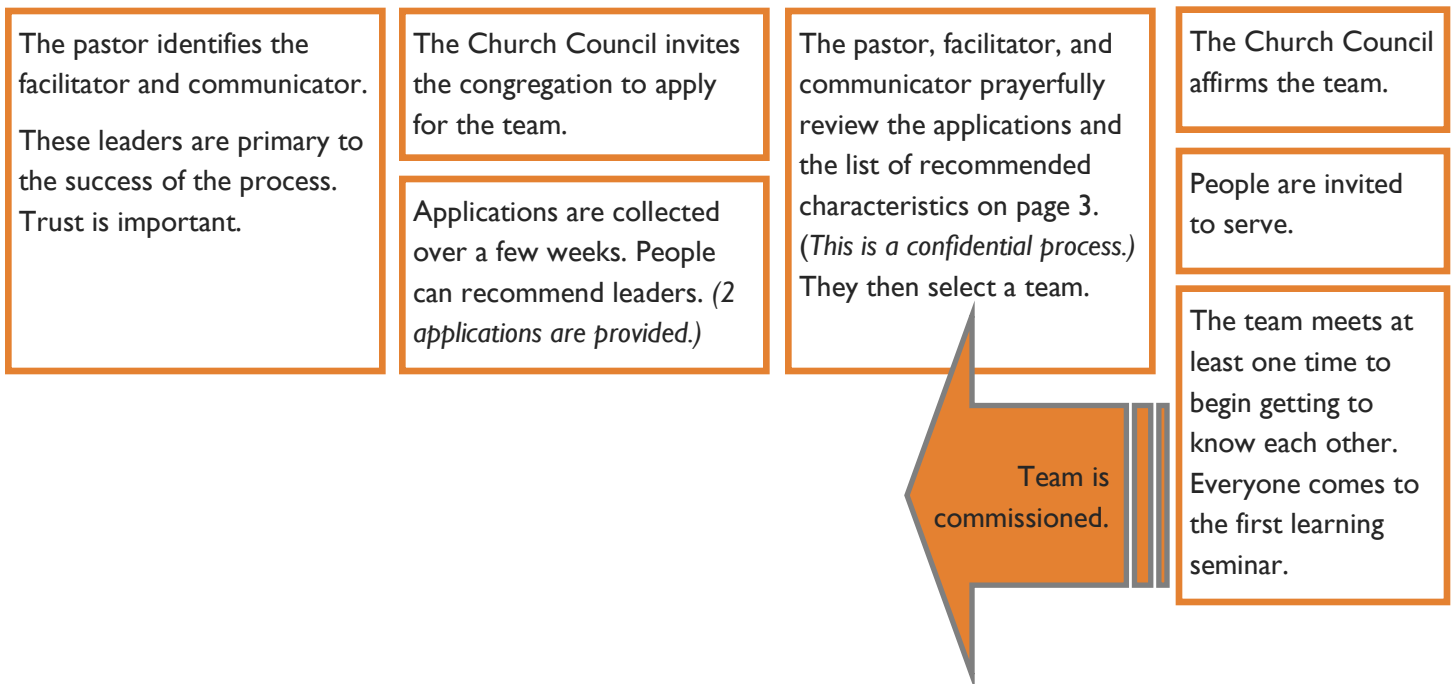 The pastor identifies the
facilitator and communicator.
These leaders are primary to
the success of the process.
Trust is important.
The Church Council invites
the congregation to apply
for the team.
Applications are collected
over a few weeks. People
can recommend leaders. (2
applications are provided.)
The pastor, facilitator, and
communicator prayerfully
review the applications and
the list of recommended
characteristics on page 3.
(This is a confidential process.)
They then select a team.
The Church Council
affirms the team.
People are invited
to serve.
The team meets at
least one time to
begin getting to
know each other.
Everyone comes to
the first learning
seminar.
Team is
commissioned.